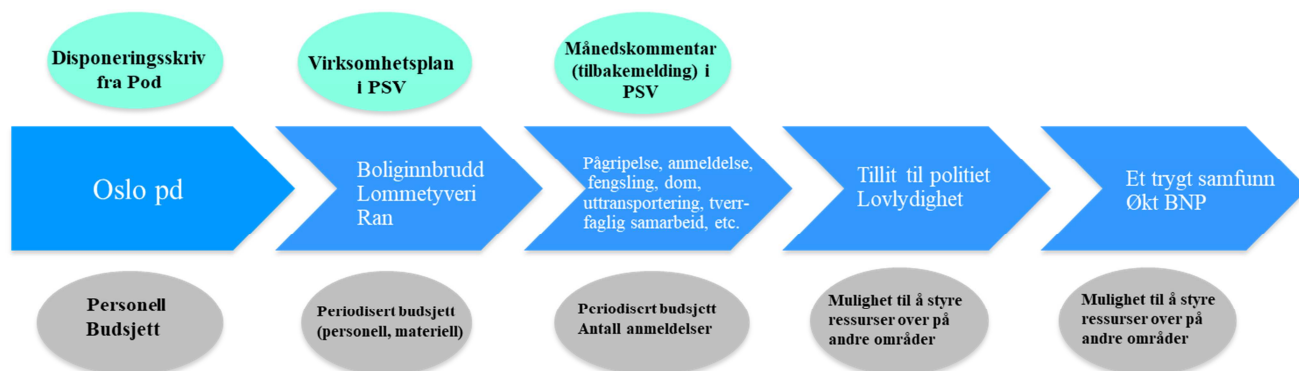 Disponeringsskriv
fra Pod
Virksomhetsplan
i PSV
Månedskommentar
(tilbakemelding) i
PSV
Oslo pd
Boliginnbrudd
Lommetyveri
Ran
Pågripelse, anmeldelse,
fengsling, dom,
uttransportering, tverr-
faglig samarbeid, etc.
Tillit til politiet
Lovlydighet
Et trygt samfunn
Økt BNP
Personell
Budsjett
Periodisert budsjett
(personell, materiell)
Periodisert budsjett
Antall anmeldelser
Mulighet til å styre
ressurser over på
andre områder
Mulighet til å styre
ressurser over på
andre områder